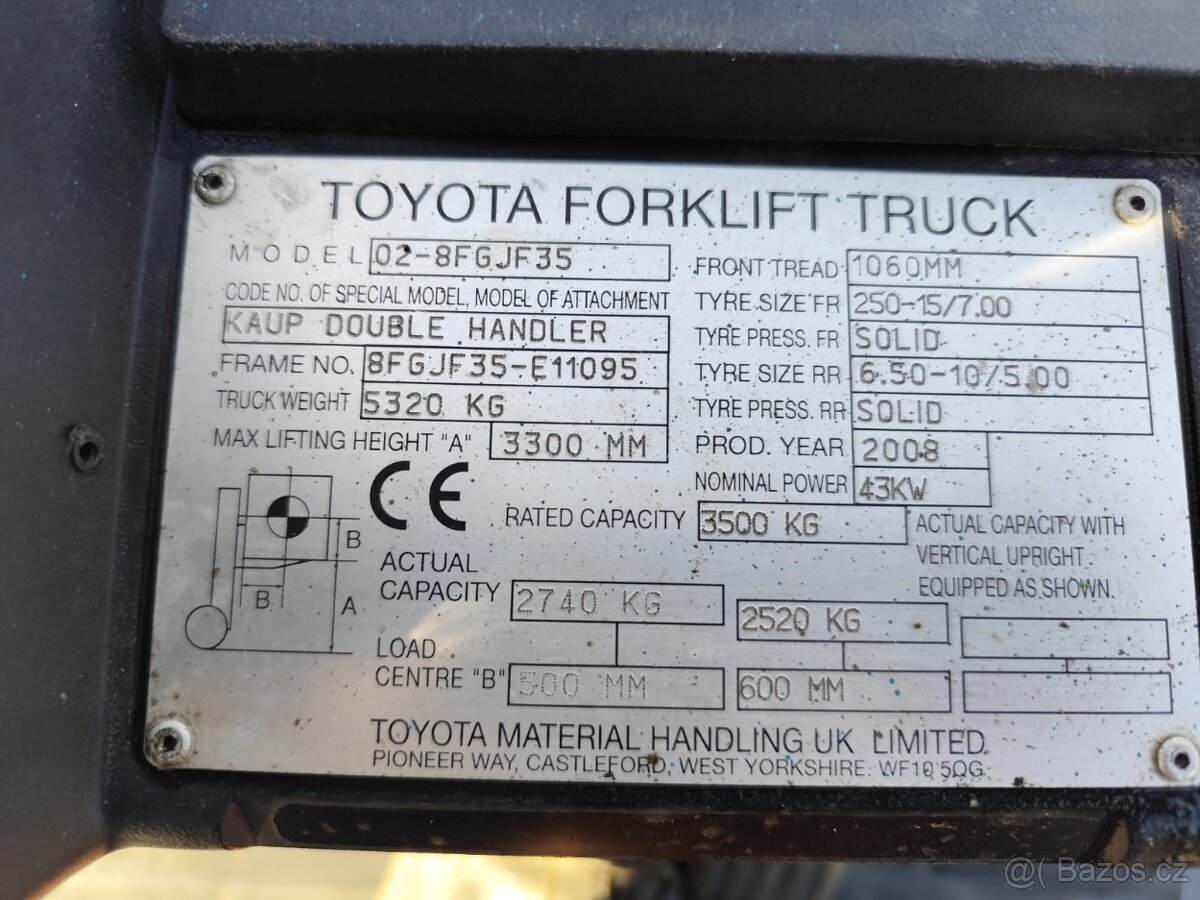 TOYOTA FORKLIFT TRUCK
MODEL 02-8FGJF35
CODE NO. OF SPECIAL MODEL, MODEL OF ATTACHMENT
KAUP DOUBLE HANDLER
FRAME NO. 8FGJF35-E11095
TRUCK WEIGHT 5320 KG
MAX LIFTING HEIGHT "A" 3300 MM
FRONT TREAD 1060MM
TYRE SIZE FR 250-15/7.00
TYRE PRESS. FR SOLID
TYRE SIZE RR 6.50-10/5.00
TYRE PRESS. RR SOLID
PROD. YEAR 2008
NOMINAL POWER 43KW
CE
RATED CAPACITY 3500 KG
ACTUAL CAPACITY WITH
VERTICAL UPRIGHT
EQUIPPED AS SHOWN.
B
B
A
ACTUAL
CAPACITY 2740 KG 2520 KG
LOAD
CENTRE "B" 500 MM 600 MM
TOYOTA MATERIAL HANDLING UK LIMITED.
PIONEER WAY, CASTLEFORD, WEST YORKSHIRE. WF10 5QG
@( Bazos.cz